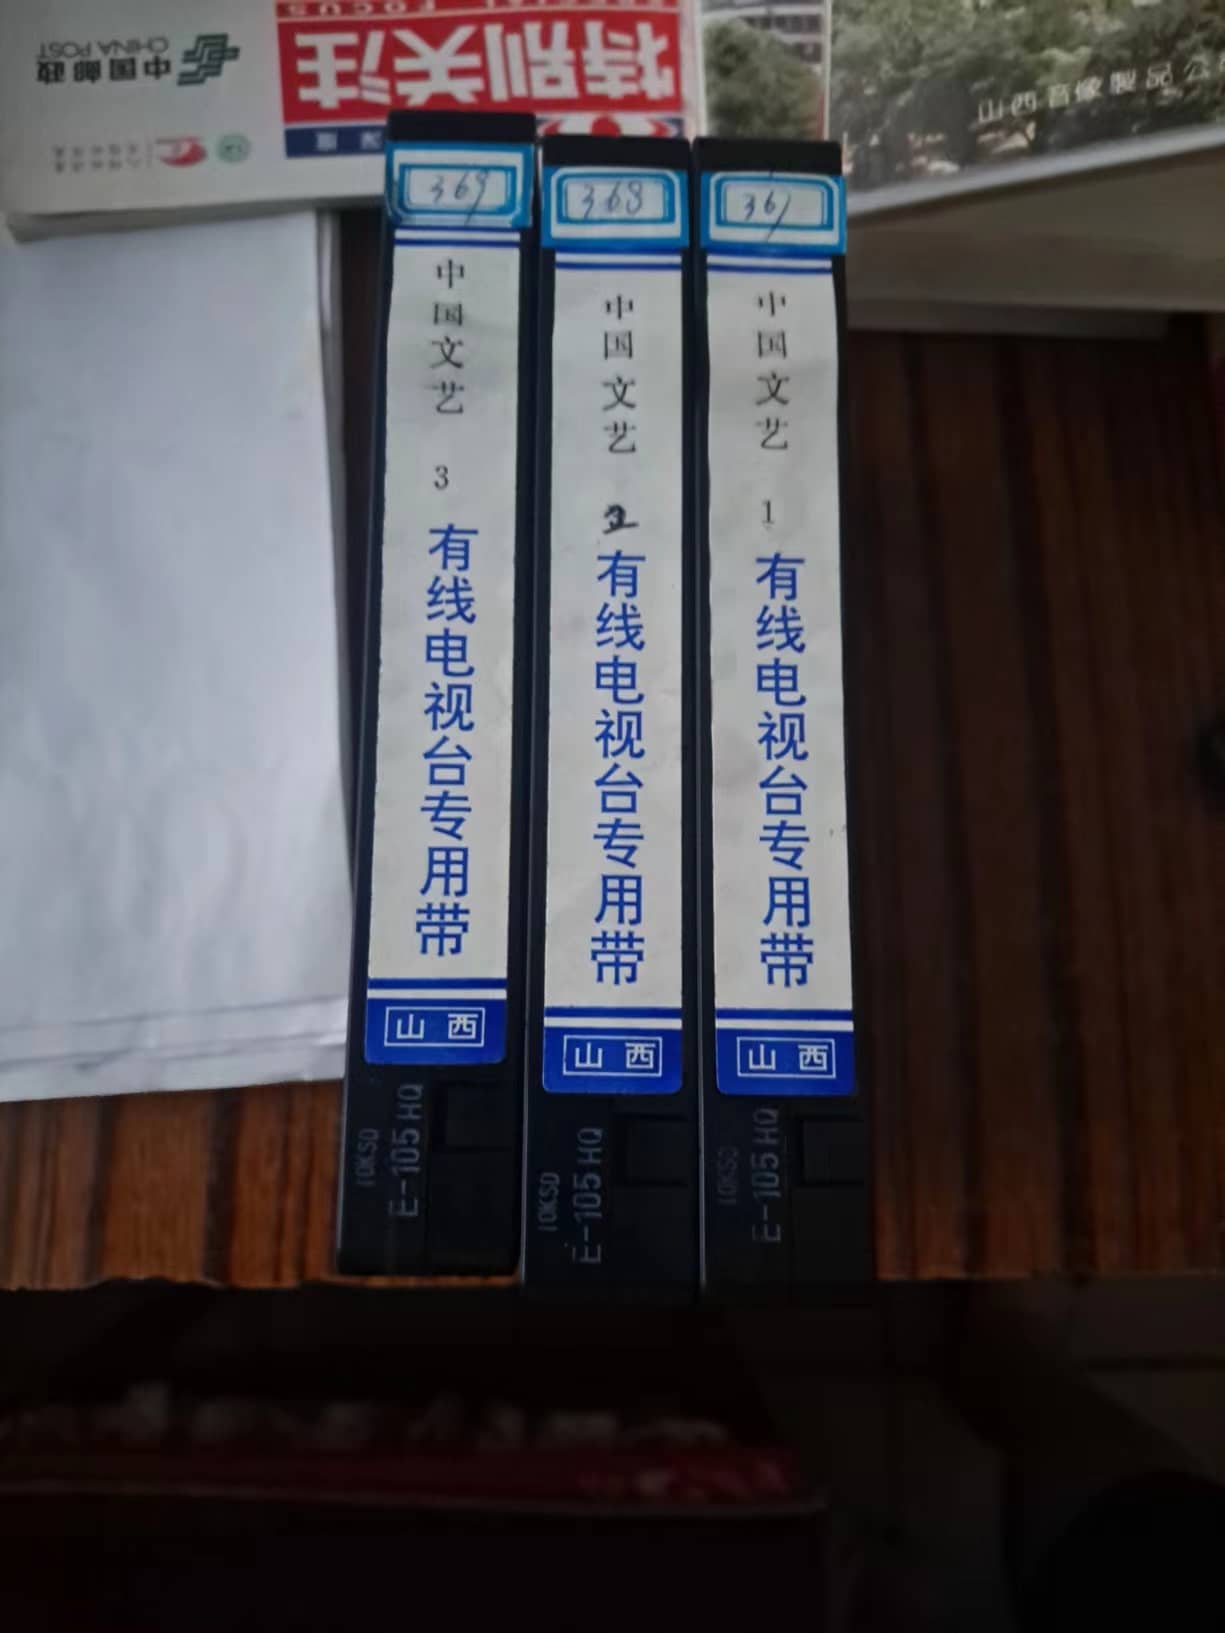 中国邮政
CHINA POST
SPECIAL FOCUS
特别关注
山西音像製品公
369
中国文艺
3
有线电视台专用带
山西
E-105 HQ
368
中国文艺
2
有线电视台专用带
山西
E-105 HQ
367
中国文艺
1
有线电视台专用带
山西
E-105 HQ